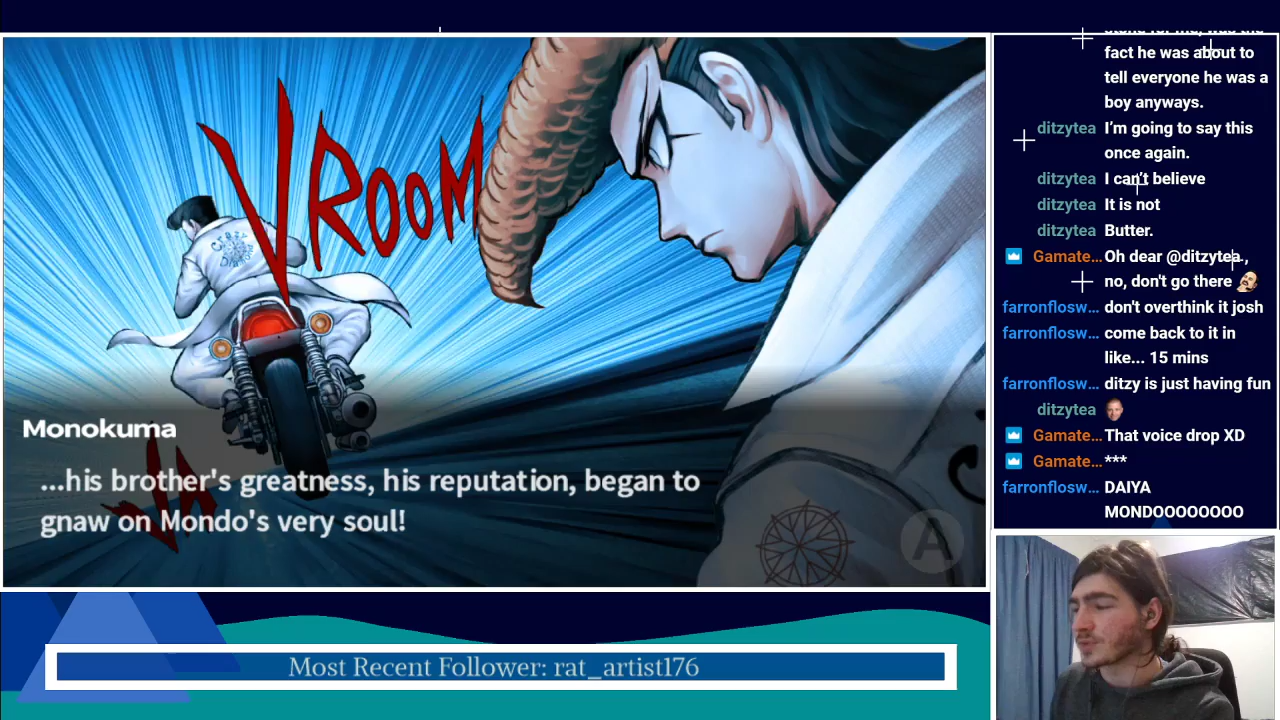 VROOM
Crazy
Diamond
Monokuma
...his brother's greatness, his reputation, began to
gnaw on Mondo's very soul!
A
Most Recent Follower: rat_artist176
fact he was about to
tell everyone he was a
boy anyways.
ditzytea I'm going to say this
once again.
ditzytea I can't believe
ditzytea It is not
ditzytea Butter.
Gamate... Oh dear @ditzytea ,
no, don't go there
farronflosw... don't overthink it josh
farronflosw... come back to it in
like... 15 mins
farronflosw... ditzy is just having fun
ditzytea
Gamate... That voice drop XD
Gamate... ***
farronflosw... DAIYA
MONDOOOOOOOO